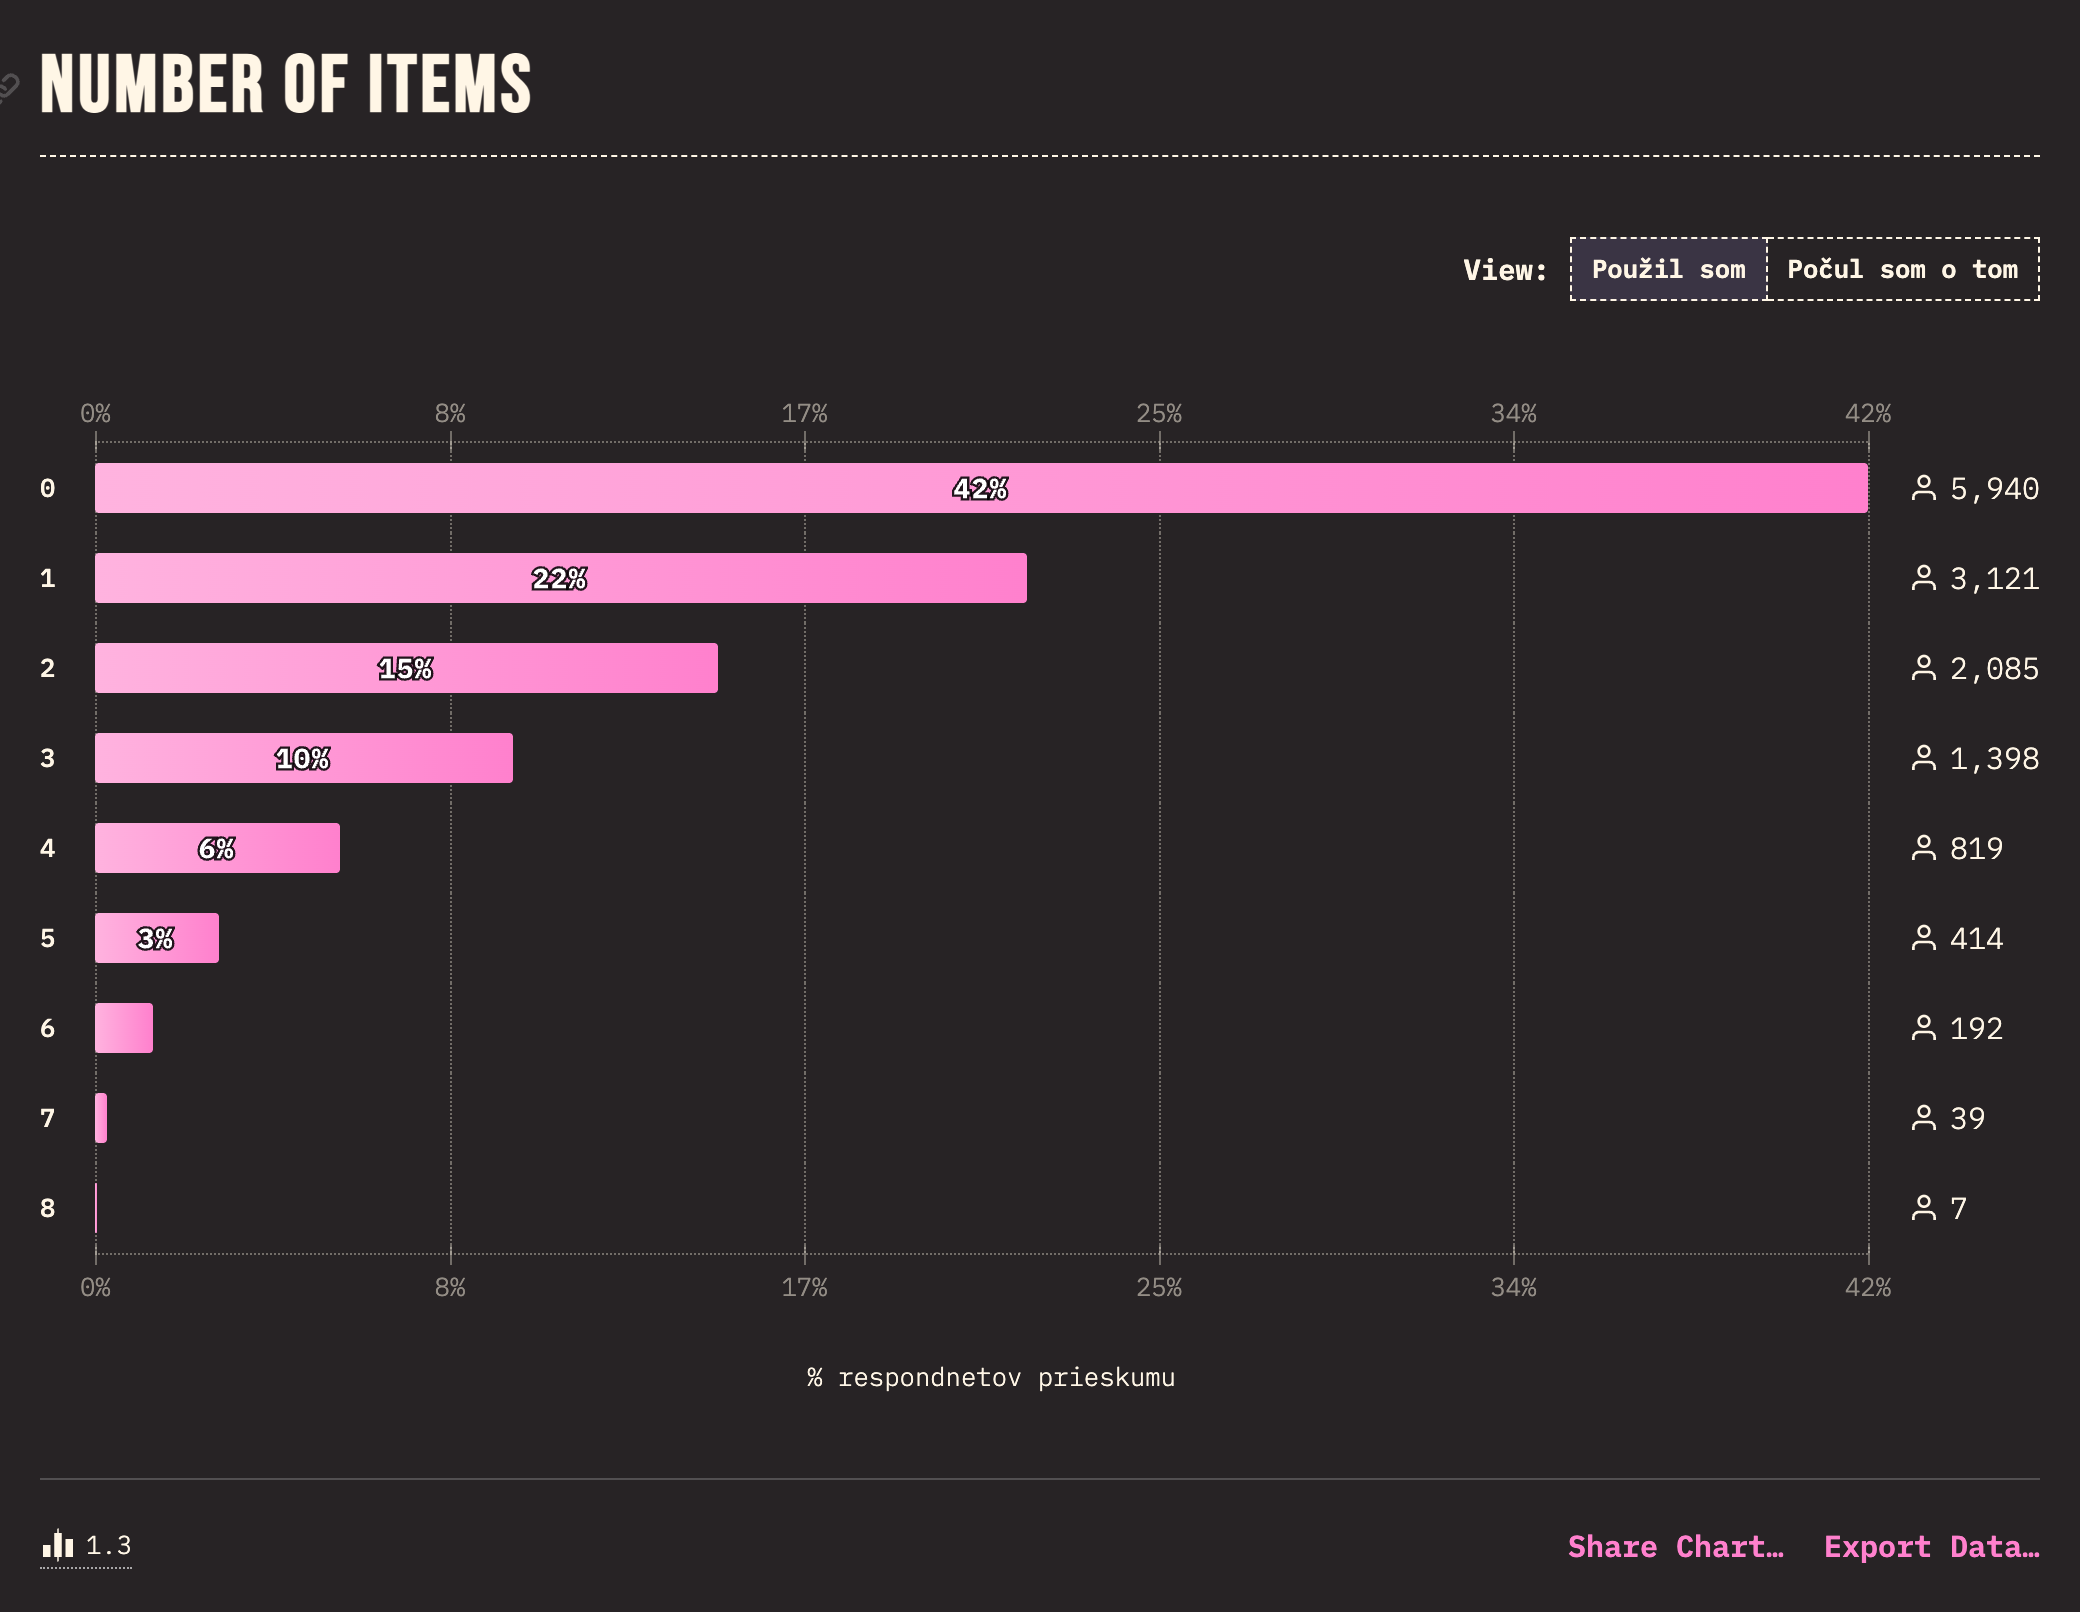 NUMBER OF ITEMS
View: Použil som Počul som o tom
0% 8% 17% 25% 34% 42%
0 42% 5,940
1 22% 3,121
2 15% 2,085
3 10% 1,398
4 6% 819
5 3% 414
6 192
7 39
8 7
0% 8% 17% 25% 34% 42%
% respondnetov prieskumu
1.3 Share Chart… Export Data…